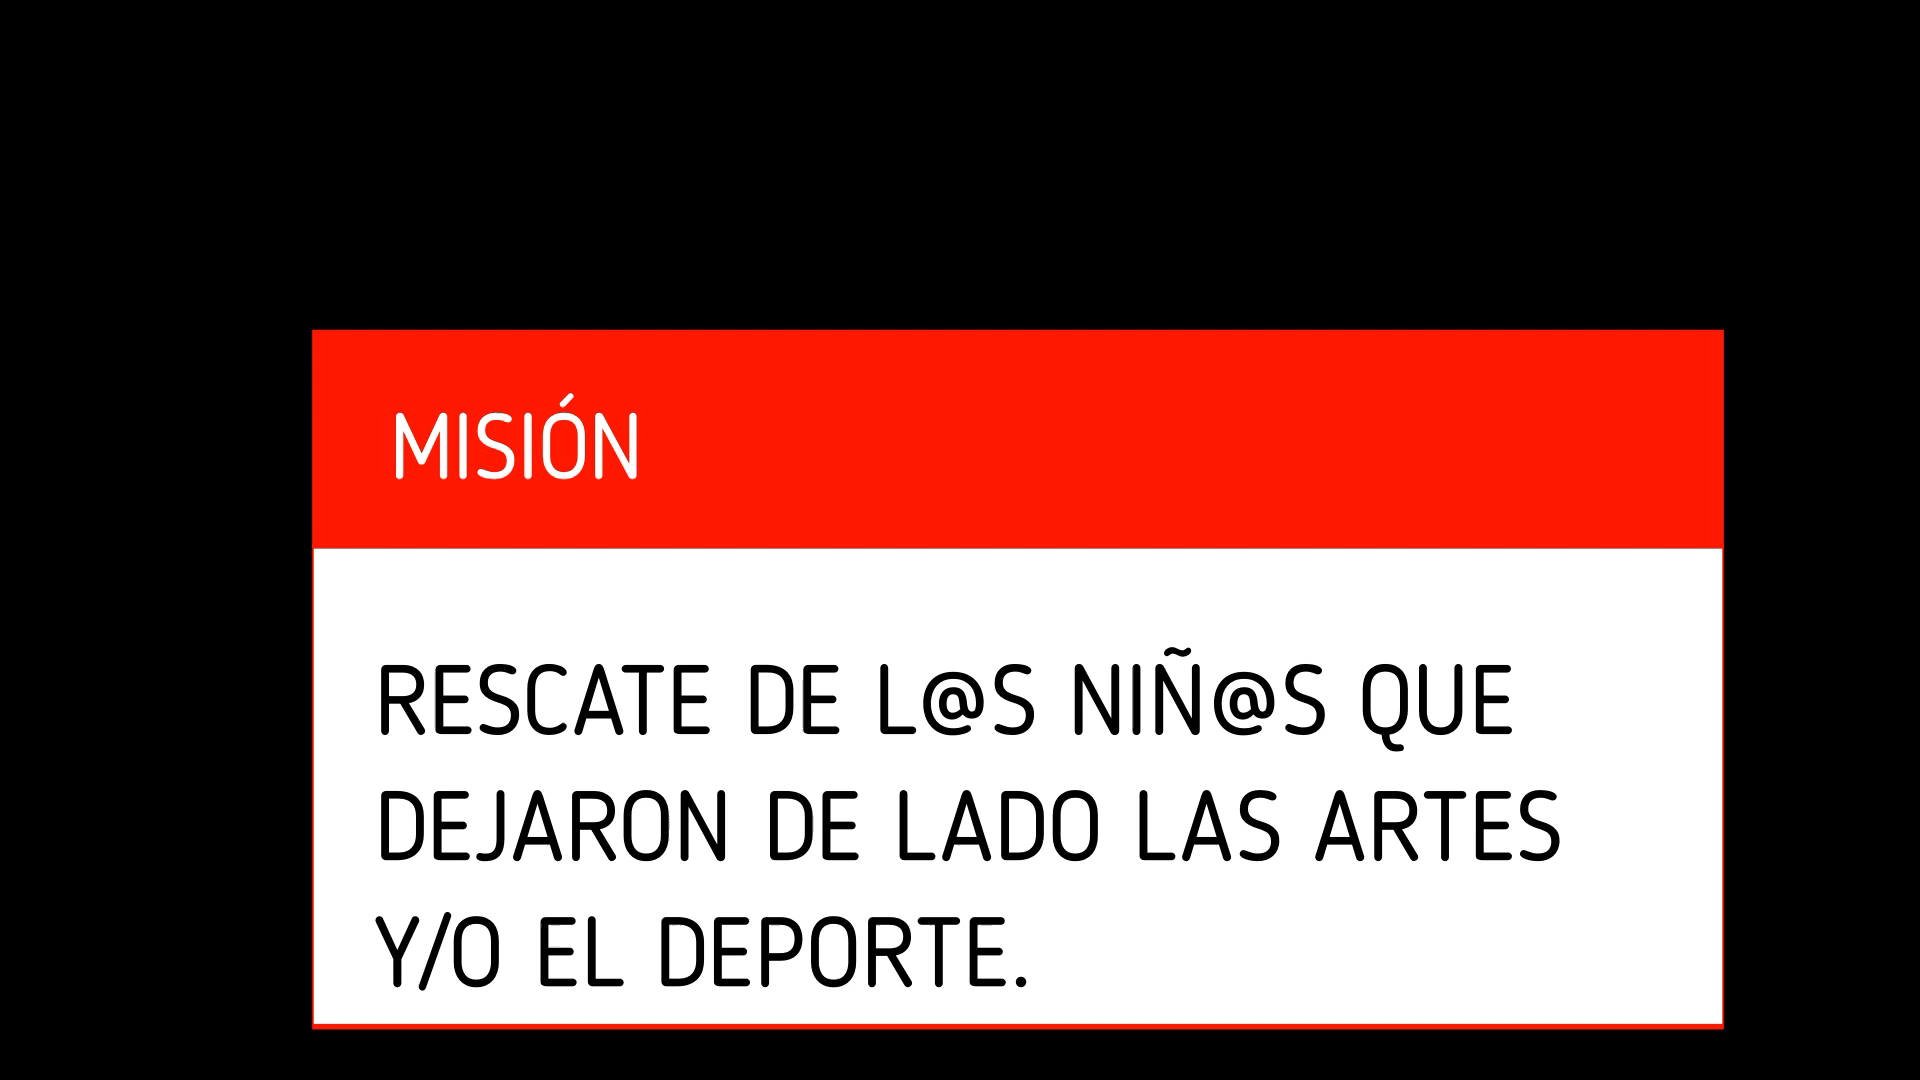 MISIÓN
RESCATE DE L@S NIÑ@S QUE
DEJARON DE LADO LAS ARTES
Y/O EL DEPORTE.